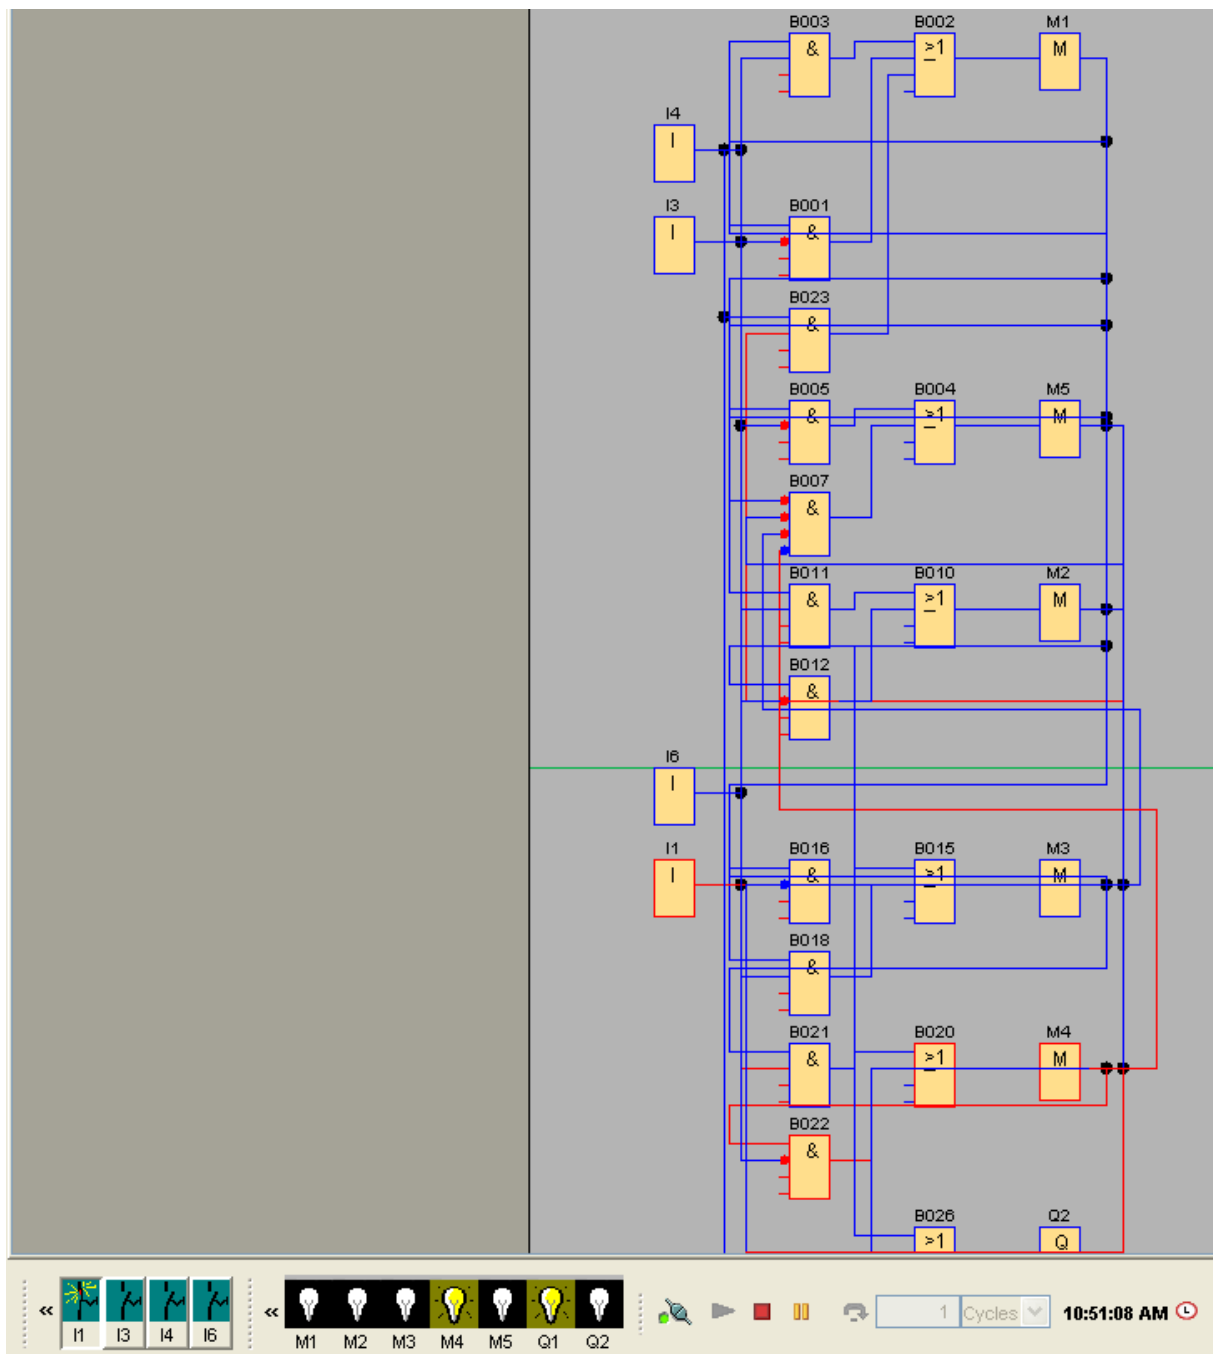 B003 B002 M1
& >1 M
I4
I
I3 B001
I &
B023
&
B005 B004 M5
& >1 M
B007
&
B011 B010 M2
& >1 M
B012
&
I6
I
I1 B016 B015 M3
I & >1 M
B018
&
B021 B020 M4
& >1 M
B022
&
B026 Q2
>1 Q
« I1 I3 I4 I6 « M1 M2 M3 M4 M5 Q1 Q2 1 Cycles 10:51:08 AM